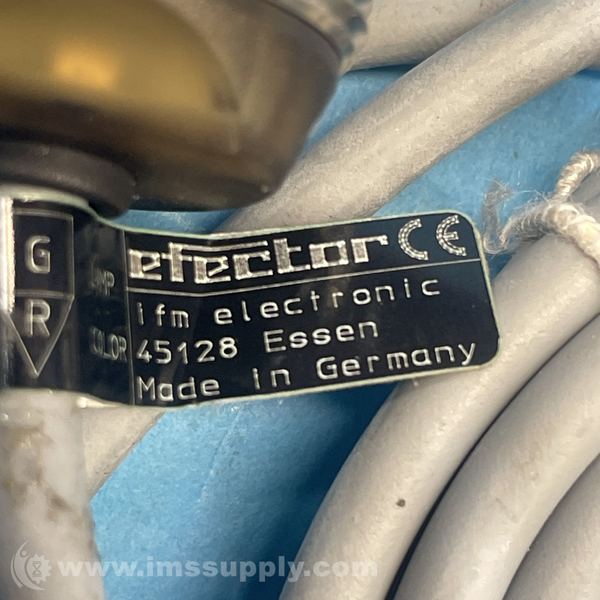 G
R
COLOR
efector CE
ifm electronic
45128 Essen
Made in Germany
www.imssupply.com